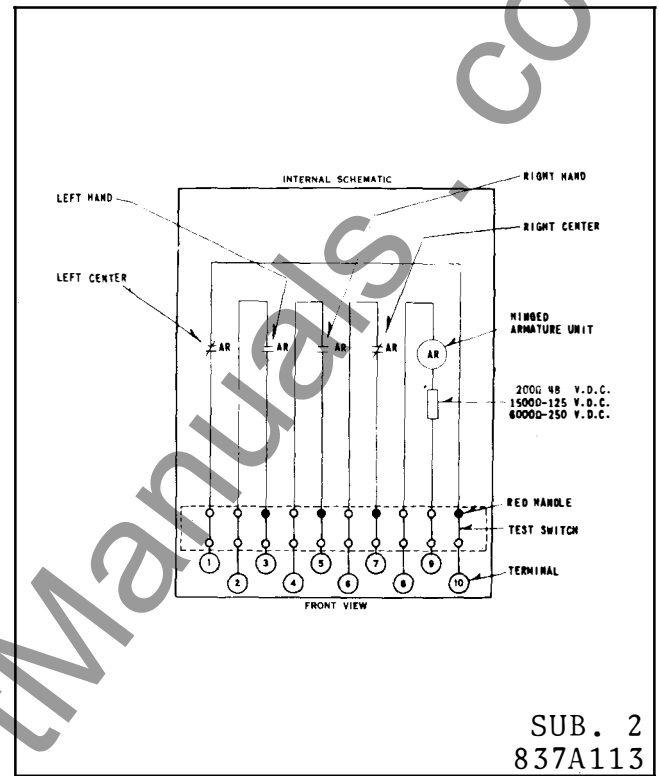 INTERNAL SCHEMATIC
RIGHT HAND
LEFT HAND
RIGHT CENTER
LEFT CENTER
HINGED
ARMATURE UNIT
AR
AR
AR
AR
AR
200Ω 48 V.D.C.
1500Ω-125 V.D.C.
6000Ω-250 V.D.C.
RED HANDLE
TEST SWITCH
1
3
5
7
9
TERMINAL
2
4
6
8
10
FRONT VIEW
SUB. 2
837A113
tManuals.co